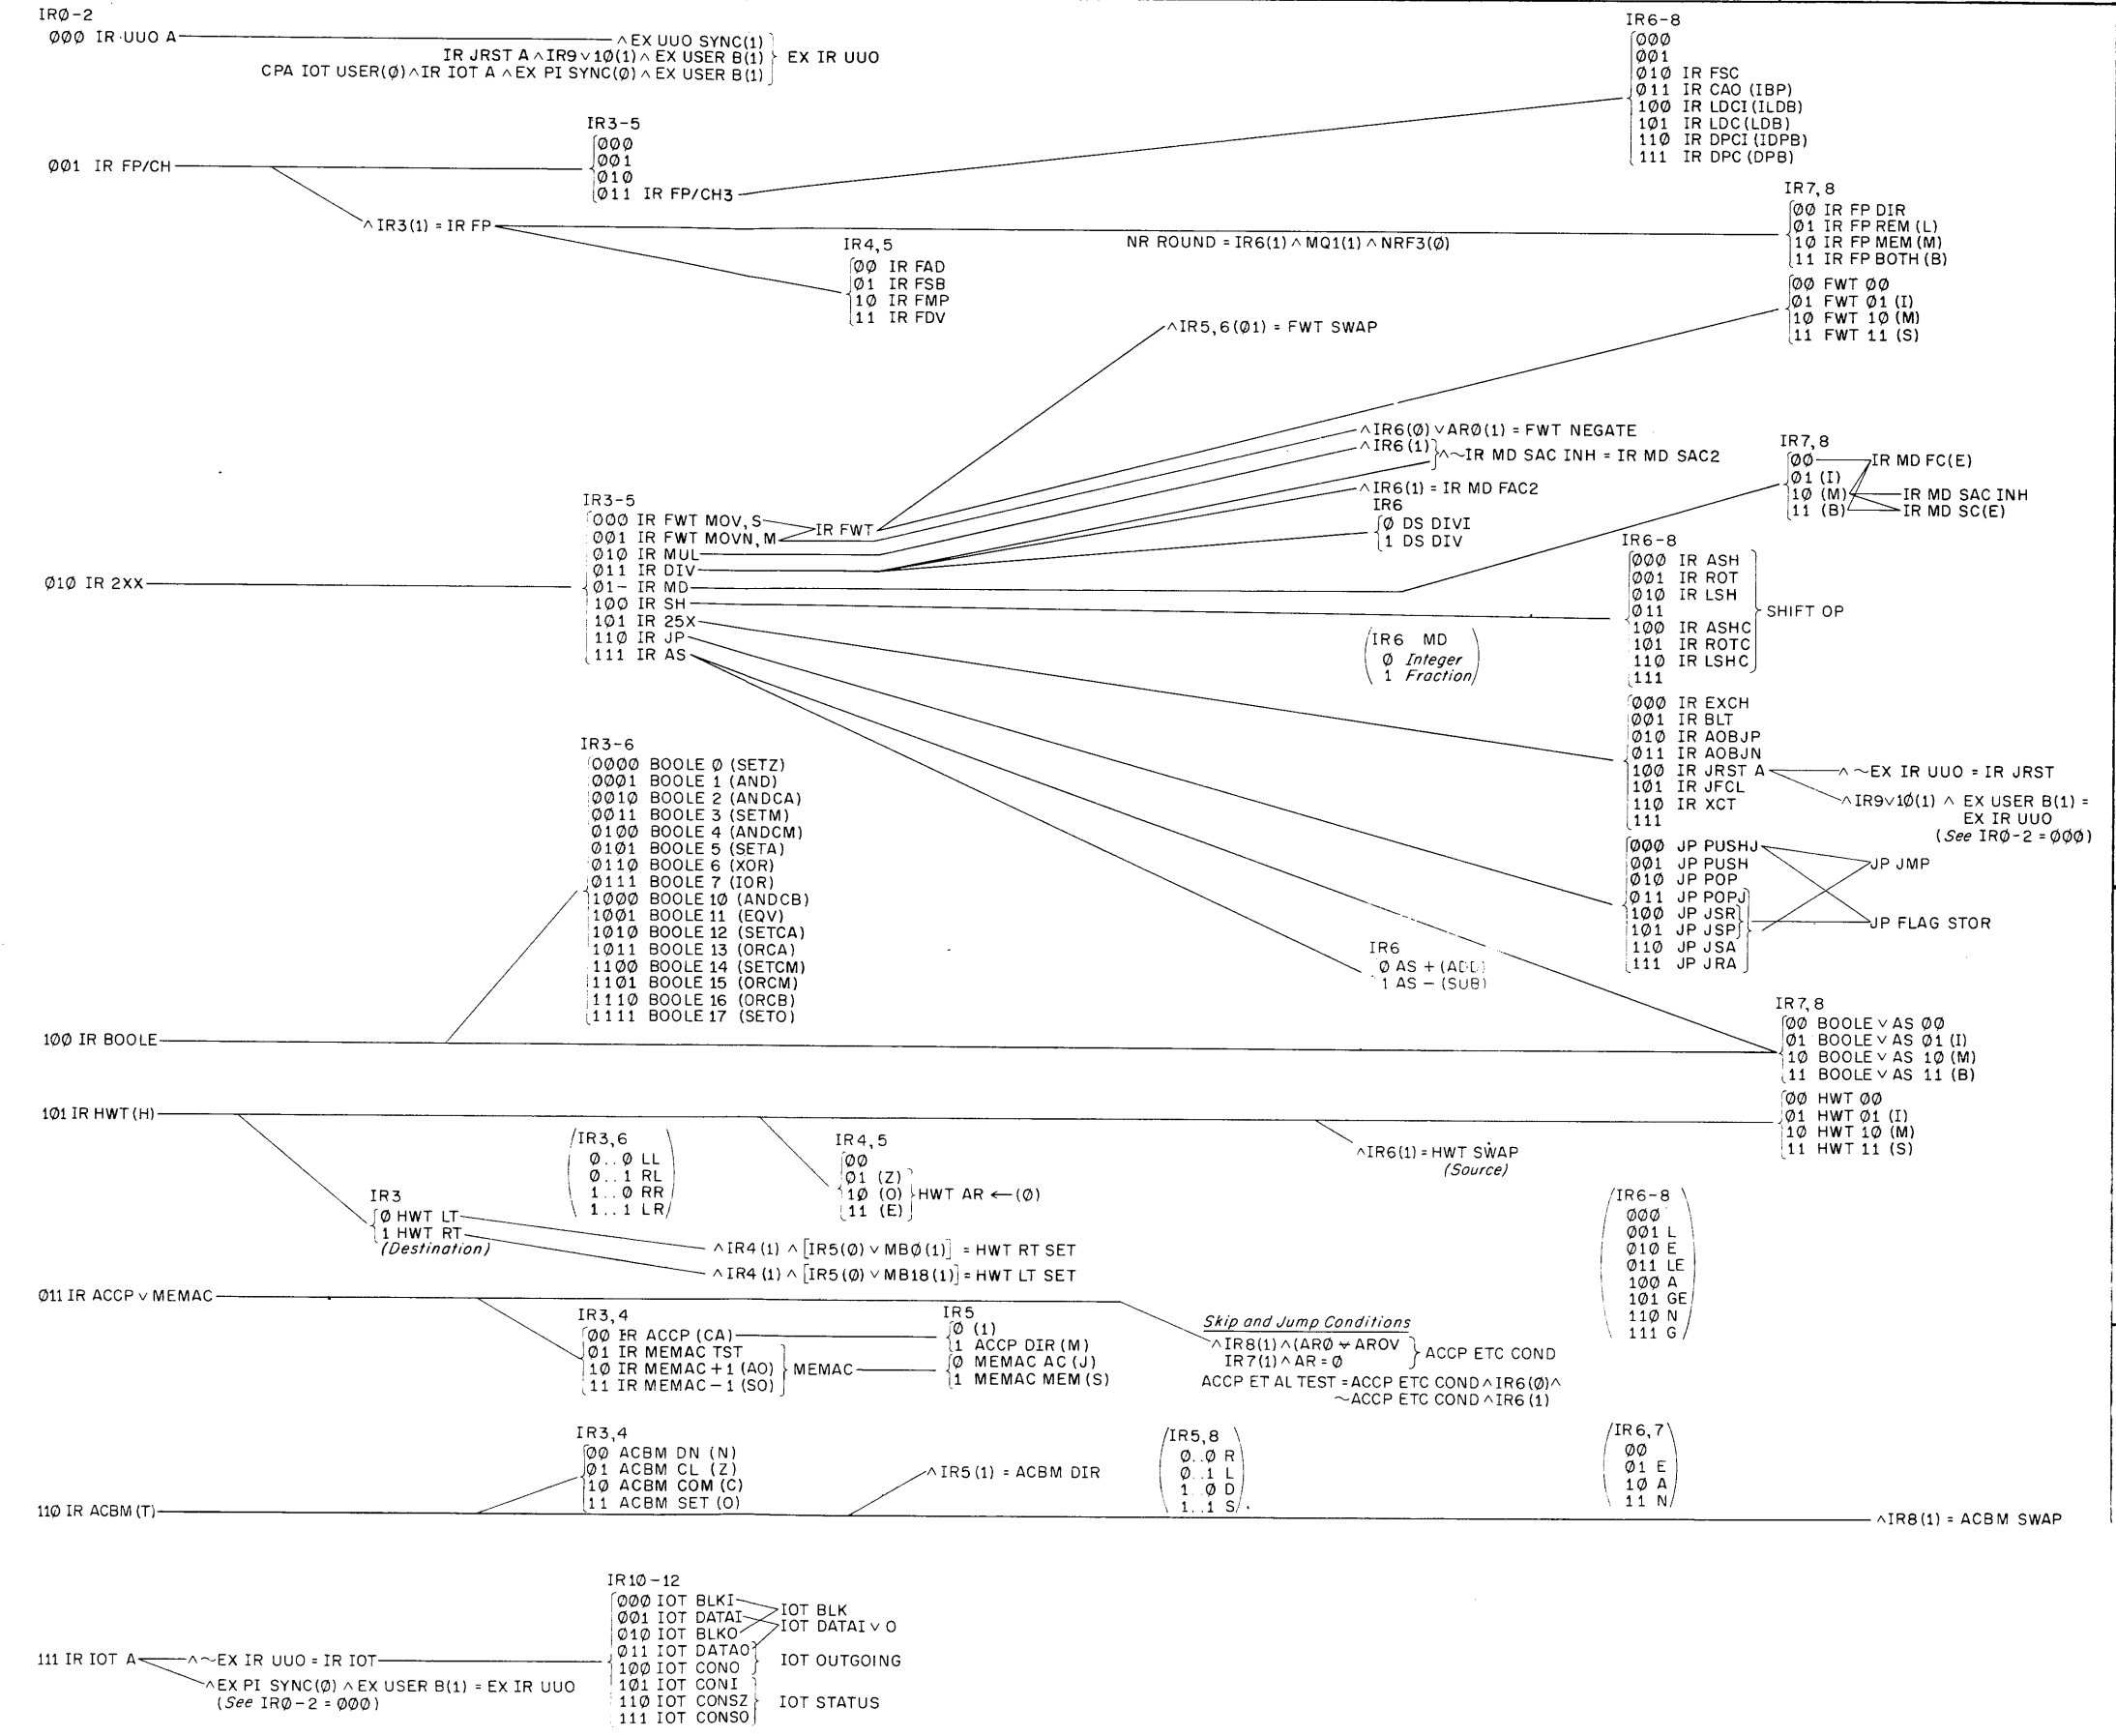 IRØ-2
ØØØ IR UUO A
∧ EX UUO SYNC(1)
IR JRST A ∧ IR9 ∨ 1Ø(1) ∧ EX USER B(1)
CPA IOT USER(Ø) ∧ IR IOT A ∧ EX PI SYNC(Ø) ∧ EX USER B(1)
EX IR UUO
IR6-8
ØØØ
ØØ1
Ø1Ø IR FSC
Ø11 IR CAO (IBP)
1ØØ IR LDCI (ILDB)
1Ø1 IR LDC (LDB)
11Ø IR DPCI (IDPB)
111 IR DPC (DPB)
ØØ1 IR FP/CH
IR3-5
ØØØ
ØØ1
Ø1Ø
Ø11 IR FP/CH3
∧ IR3(1) = IR FP
IR4,5
ØØ IR FAD
Ø1 IR FSB
1Ø IR FMP
11 IR FDV
NR ROUND = IR6(1) ∧ MQ1(1) ∧ NRF3(Ø)
IR7,8
ØØ IR FP DIR
Ø1 IR FP REM (L)
1Ø IR FP MEM (M)
11 IR FP BOTH (B)
ØØ FWT ØØ
Ø1 FWT Ø1 (I)
1Ø FWT 1Ø (M)
11 FWT 11 (S)
∧IR5,6(Ø1) = FWT SWAP
∧ IR6(Ø) ∨ ARØ(1) = FWT NEGATE
∧ IR6(1)
∧ ~IR MD SAC INH = IR MD SAC2
∧ IR6(1) = IR MD FAC2
IR6
Ø DS DIVI
1 DS DIV
IR7,8
ØØ
Ø1 (I)
1Ø (M)
11 (B)
IR MD FC(E)
IR MD SAC INH
IR MD SC(E)
Ø1Ø IR 2XX
IR3-5
ØØØ IR FWT MOV, S
ØØ1 IR FWT MOVN, M
Ø1Ø IR MUL
Ø11 IR DIV
Ø1- IR MD
1ØØ IR SH
1Ø1 IR 25X
11Ø IR JP
111 IR AS
IR FWT
IR6 MD
Ø Integer
1 Fraction
IR6-8
ØØØ IR ASH
ØØ1 IR ROT
Ø1Ø IR LSH
Ø11
1ØØ IR ASHC
1Ø1 IR ROTC
11Ø IR LSHC
111
SHIFT OP
ØØØ IR EXCH
ØØ1 IR BLT
Ø1Ø IR AOBJP
Ø11 IR AOBJN
1ØØ IR JRST A
1Ø1 IR JFCL
11Ø IR XCT
111
∧ ~EX IR UUO = IR JRST
∧ IR9∨1Ø(1) ∧ EX USER B(1) =
EX IR UUO
(See IRØ-2 = ØØØ)
ØØØ JP PUSHJ
ØØ1 JP PUSH
Ø1Ø JP POP
Ø11 JP POPJ
1ØØ JP JSR
1Ø1 JP JSP
11Ø JP JSA
111 JP JRA
JP JMP
JP FLAG STOR
IR3-6
ØØØØ BOOLE Ø (SETZ)
ØØØ1 BOOLE 1 (AND)
ØØ1Ø BOOLE 2 (ANDCA)
ØØ11 BOOLE 3 (SETM)
Ø1ØØ BOOLE 4 (ANDCM)
Ø1Ø1 BOOLE 5 (SETA)
Ø11Ø BOOLE 6 (XOR)
Ø111 BOOLE 7 (IOR)
1ØØØ BOOLE 1Ø (ANDCB)
1ØØ1 BOOLE 11 (EQV)
1Ø1Ø BOOLE 12 (SETCA)
1Ø11 BOOLE 13 (ORCA)
11ØØ BOOLE 14 (SETCM)
11Ø1 BOOLE 15 (ORCM)
111Ø BOOLE 16 (ORCB)
1111 BOOLE 17 (SETO)
IR6
Ø AS + (ADD)
1 AS − (SUB)
1ØØ IR BOOLE
IR7,8
ØØ BOOLE ∨ AS ØØ
Ø1 BOOLE ∨ AS Ø1 (I)
1Ø BOOLE ∨ AS 1Ø (M)
11 BOOLE ∨ AS 11 (B)
1Ø1 IR HWT (H)
ØØ HWT ØØ
Ø1 HWT Ø1 (I)
1Ø HWT 1Ø (M)
11 HWT 11 (S)
IR3,6
Ø..Ø LL
Ø..1 RL
1..Ø RR
1..1 LR
IR4,5
ØØ
Ø1 (Z)
1Ø (O)
11 (E)
HWT AR ← (Ø)
∧IR6(1) = HWT SWAP
(Source)
IR3
Ø HWT LT
1 HWT RT
(Destination)
∧ IR4(1) ∧ [IR5(Ø) ∨ MBØ(1)] = HWT RT SET
∧ IR4(1) ∧ [IR5(Ø) ∨ MB18(1)] = HWT LT SET
IR6-8
ØØØ
ØØ1 L
Ø1Ø E
Ø11 LE
1ØØ A
1Ø1 GE
11Ø N
111 G
Ø11 IR ACCP ∨ MEMAC
IR3,4
ØØ IR ACCP (CA)
Ø1 IR MEMAC TST
1Ø IR MEMAC +1 (AO)
11 IR MEMAC −1 (SO)
MEMAC
IR5
Ø (1)
1 ACCP DIR (M)
Ø MEMAC AC (J)
1 MEMAC MEM (S)
Skip and Jump Conditions
∧IR8(1) ∧(ARØ ⊻ AROV
IR7(1) ∧ AR = Ø
ACCP ETC COND
ACCP ET AL TEST = ACCP ETC COND ∧ IR6(Ø) ∧
~ACCP ETC COND ∧ IR6(1)
IR3,4
ØØ ACBM DN (N)
Ø1 ACBM CL (Z)
1Ø ACBM COM (C)
11 ACBM SET (O)
∧ IR5(1) = ACBM DIR
IR5,8
Ø..Ø R
Ø..1 L
1..Ø D
1..1 S
IR6,7
ØØ
Ø1 E
1Ø A
11 N
11Ø IR ACBM (T)
∧IR8(1) = ACBM SWAP
IR1Ø-12
ØØØ IOT BLKI
ØØ1 IOT DATAI
Ø1Ø IOT BLKO
Ø11 IOT DATAO
1ØØ IOT CONO
1Ø1 IOT CONI
11Ø IOT CONSZ
111 IOT CONSO
IOT BLK
IOT DATAI ∨ O
IOT OUTGOING
IOT STATUS
111 IR IOT A
∧~EX IR UUO = IR IOT
∧EX PI SYNC(Ø) ∧ EX USER B(1) = EX IR UUO
(See IRØ-2 = ØØØ)